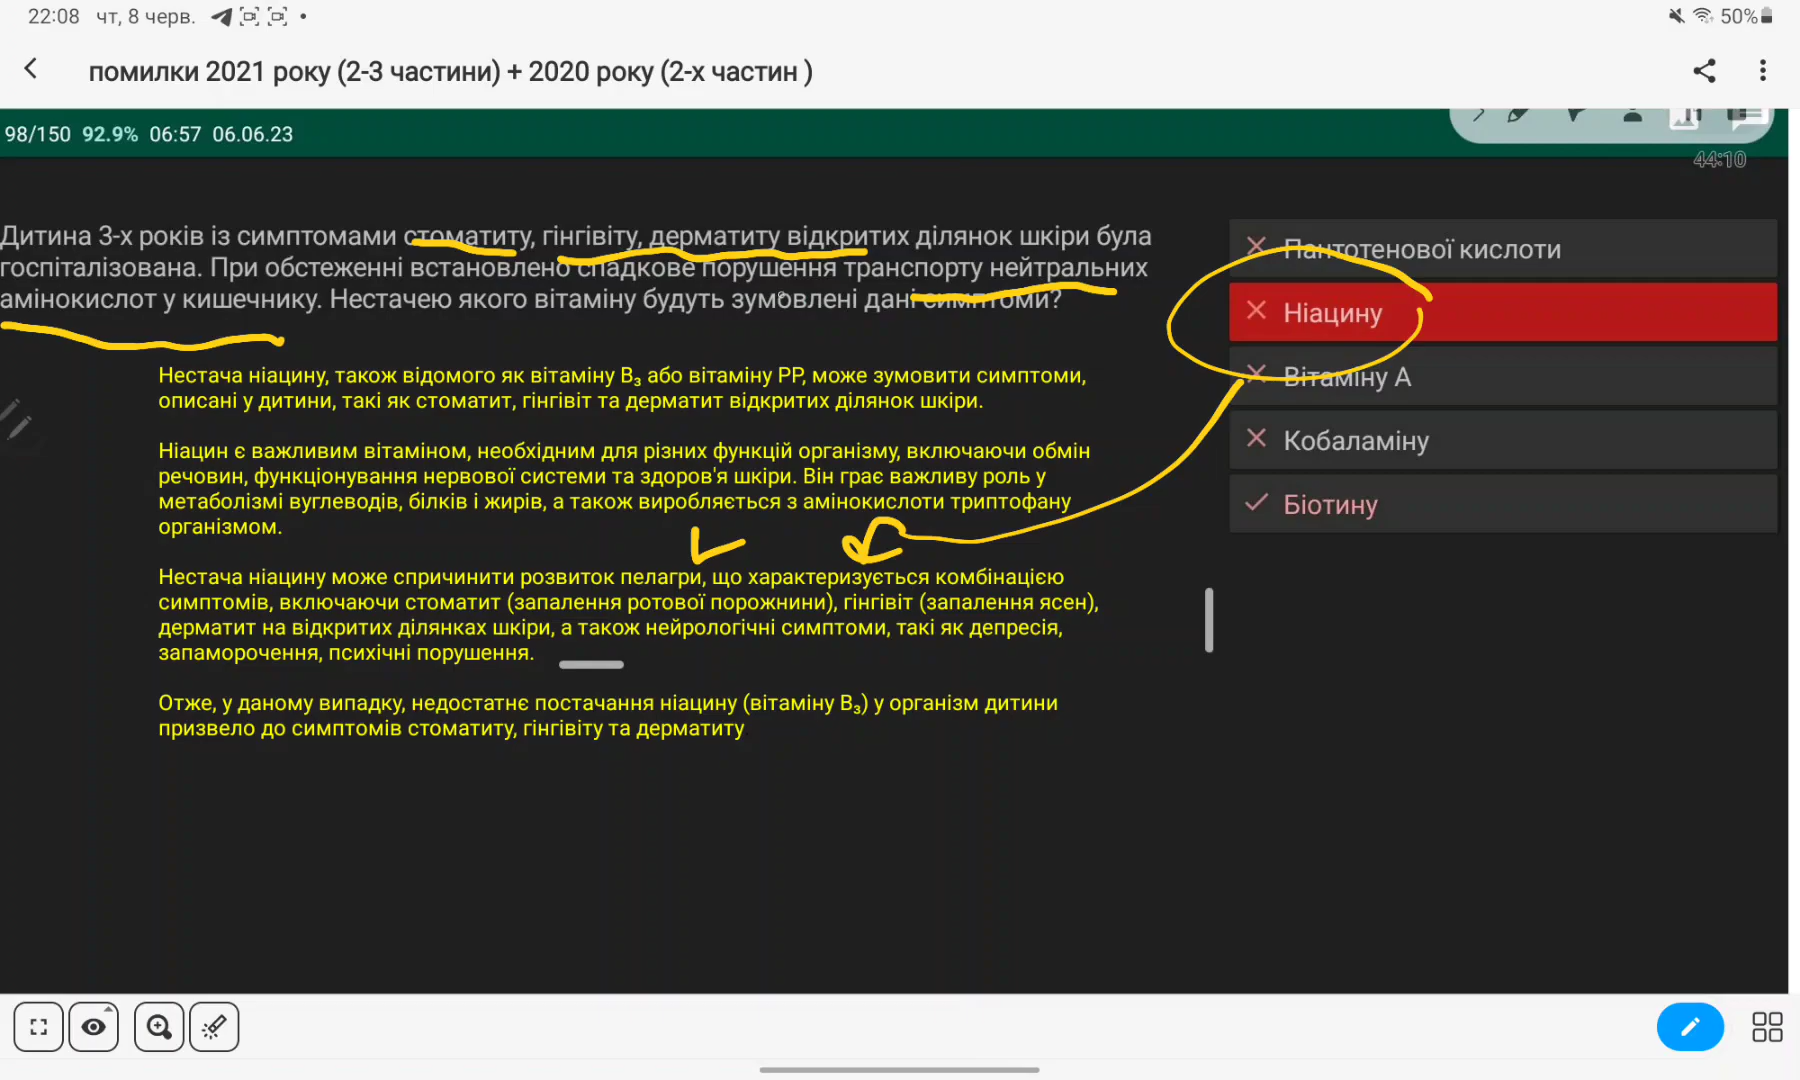 22:08 чт, 8 черв. 50%
помилки 2021 року (2-3 частини) + 2020 року (2-х частин )
98/150 92.9% 06:57 06.06.23
44:10
Дитина 3-х років із симптомами стоматиту, гінгівіту, дерматиту відкритих ділянок шкіри була
госпіталізована. При обстеженні встановлено спадкове порушення транспорту нейтральних
амінокислот у кишечнику. Нестачею якого вітаміну будуть зумовлені дані симптоми?
Нестача ніацину, також відомого як вітаміну B₃ або вітаміну PP, може зумовити симптоми,
описані у дитини, такі як стоматит, гінгівіт та дерматит відкритих ділянок шкіри.
Ніацин є важливим вітаміном, необхідним для різних функцій організму, включаючи обмін
речовин, функціонування нервової системи та здоров'я шкіри. Він грає важливу роль у
метаболізмі вуглеводів, білків і жирів, а також виробляється з амінокислоти триптофану
організмом.
Нестача ніацину може спричинити розвиток пелагри, що характеризується комбінацією
симптомів, включаючи стоматит (запалення ротової порожнини), гінгівіт (запалення ясен),
дерматит на відкритих ділянках шкіри, а також нейрологічні симптоми, такі як депресія,
запаморочення, психічні порушення.
Отже, у даному випадку, недостатнє постачання ніацину (вітаміну B₃) у організм дитини
призвело до симптомів стоматиту, гінгівіту та дерматиту
Пантотенової кислоти
Ніацину
Вітаміну A
Кобаламіну
Біотину